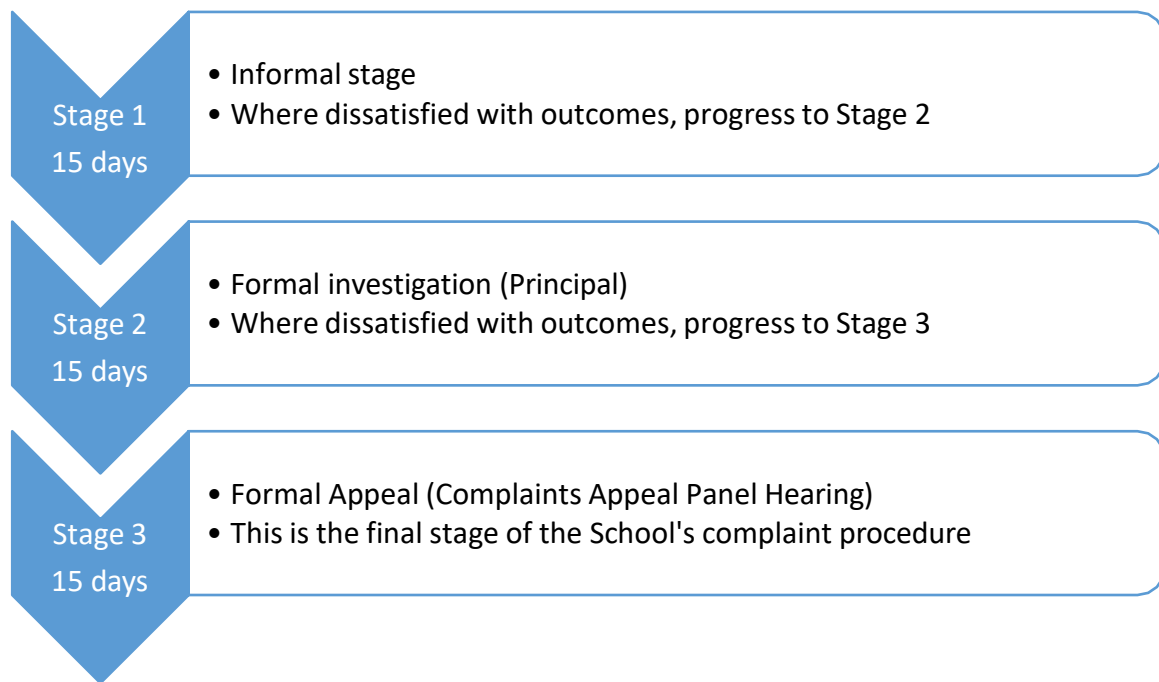 Stage 1
15 days
• Informal stage
• Where dissatisfied with outcomes, progress to Stage 2
Stage 2
15 days
• Formal investigation (Principal)
• Where dissatisfied with outcomes, progress to Stage 3
Stage 3
15 days
• Formal Appeal (Complaints Appeal Panel Hearing)
• This is the final stage of the School's complaint procedure